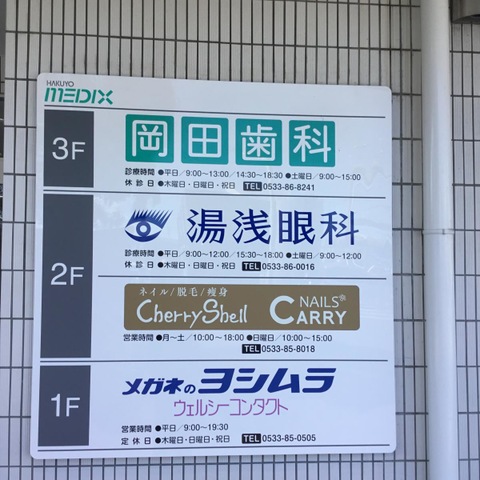 HAKUYO
MEDIX
3F
岡田歯科
診療時間 ●平日/9:00〜13:00/14:30〜18:30 ●土曜日/9:00〜15:00
休診日 ●木曜日・日曜日・祝日 TEL 0533-86-8241
2F
湯浅眼科
診療時間 ●平日/9:00〜12:00/15:30〜18:00 ●土曜日/9:00〜12:00
休診日 ●木曜日・日曜日・祝日 TEL 0533-86-0016
ネイル/脱毛/痩身
CherryShell
NAILS
CARRY
営業時間 ●月〜土/10:00〜18:00 ●日曜日/10:00〜15:00
TEL 0533-85-8018
1F
メガネのヨシムラ
ウェルシーコンタクト
営業時間 ●平日/9:00〜19:30
定休日 ●木曜日・日曜日・祝日 TEL 0533-85-0505